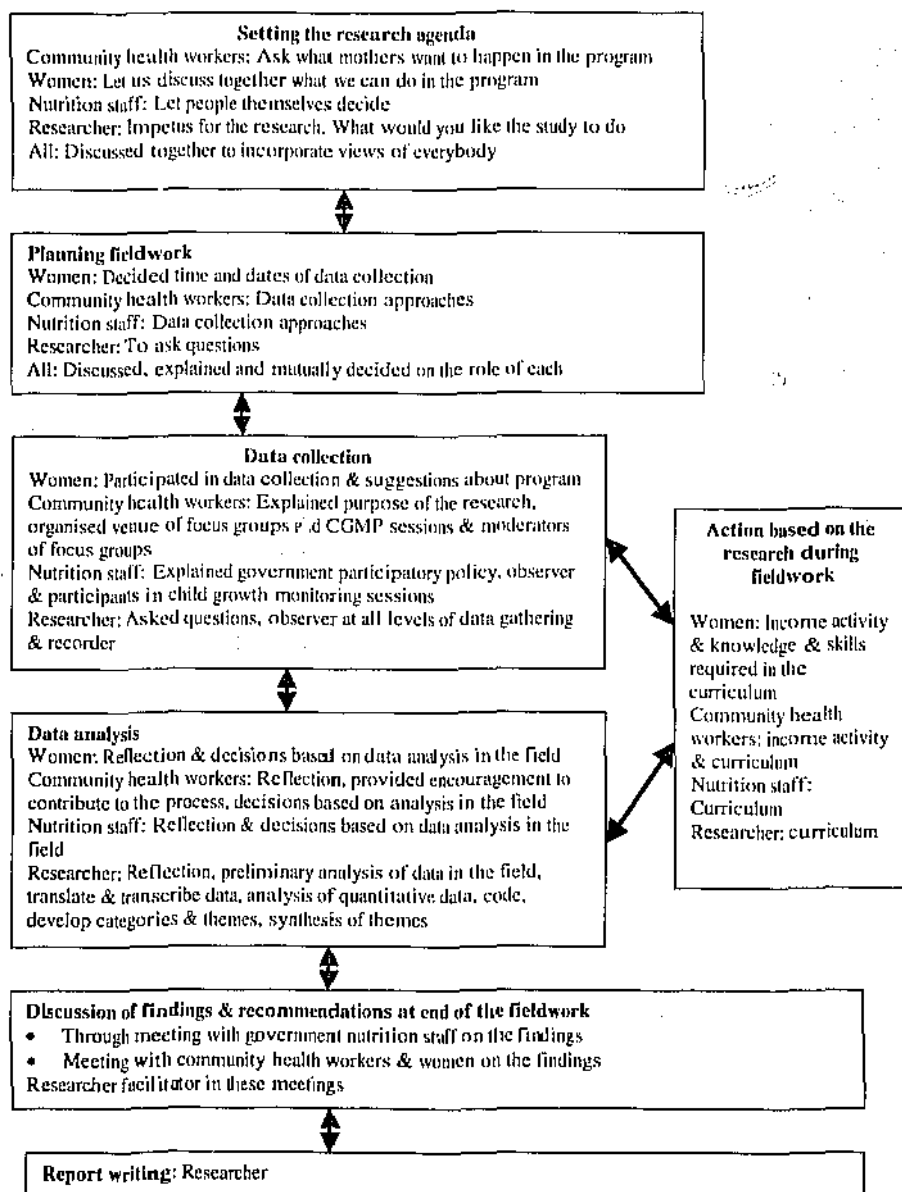 Setting the research agenda
Community health workers: Ask what mothers want to happen in the program
Women: Let us discuss together what we can do in the program
Nutrition staff: Let people themselves decide
Researcher: Impetus for the research. What would you like the study to do
All: Discussed together to incorporate views of everybody
Planning fieldwork
Women: Decided time and dates of data collection
Community health workers: Data collection approaches
Nutrition staff: Data collection approaches
Researcher: To ask questions
All: Discussed, explained and mutually decided on the role of each
Data collection
Women: Participated in data collection & suggestions about program
Community health workers: Explained purpose of the research,
organised venue of focus groups CGMP sessions & moderators
of focus groups
Nutrition staff: Explained government participatory policy, observer
& participants in child growth monitoring sessions
Researcher: Asked questions, observer at all levels of data gathering
& recorder
Action based on the
research during
fieldwork
Women: Income activity
& knowledge & skills
required in the
curriculum
Community health
workers: income activity
& curriculum
Nutrition staff:
Curriculum
Researcher: curriculum
Data analysis
Women: Reflection & decisions based on data analysis in the field
Community health workers: Reflection, provided encouragement to
contribute to the process, decisions based on analysis in the field
Nutrition staff: Reflection & decisions based on data analysis in the
field
Researcher: Reflection, preliminary analysis of data in the field,
translate & transcribe data, analysis of quantitative data, code,
develop categories & themes, synthesis of themes
Discussion of findings & recommendations at end of the fieldwork
• Through meeting with government nutrition staff on the findings
• Meeting with community health workers & women on the findings
Researcher facilitator in these meetings
Report writing: Researcher